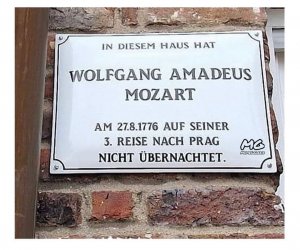 IN DIESEM HAUS HAT
WOLFGANG AMADEUS
MOZART
AM 27.8.1776 AUF SEINER
3. REISE NACH PRAG
NICHT ÜBERNACHTET.
MG